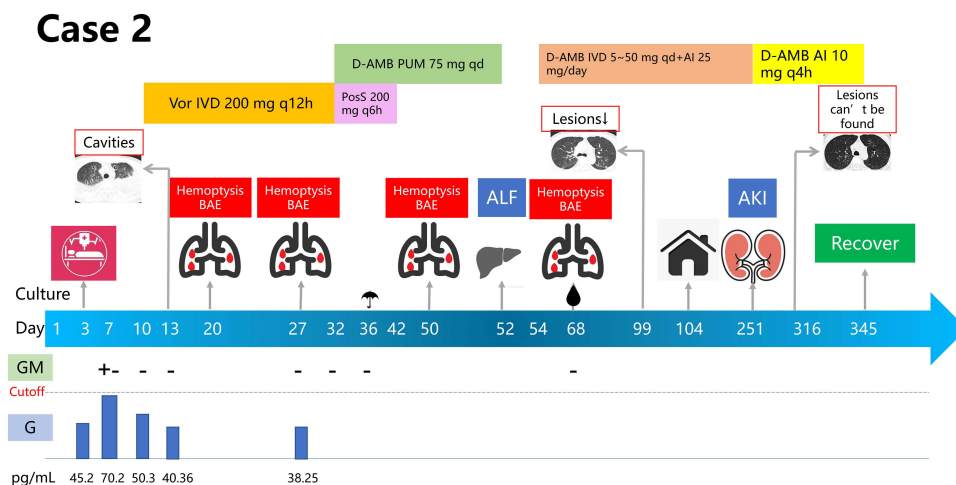 Case 2
D-AMB PUM 75 mg qd
D-AMB IVD 5~50 mg qd+AI 25
mg/day
D-AMB AI 10
mg q4h
Vor IVD 200 mg q12h
PosS 200
mg q6h
Cavities
Lesions↓
Lesions
can't be
found
Hemoptysis
BAE
Hemoptysis
BAE
Hemoptysis
BAE
ALF
Hemoptysis
BAE
AKI
Recover
Culture
Day 1 3 7 10 13 20 27 32 36 42 50 52 54 68 99 104 251 316 345
GM +- - - - - - -
Cutoff
G
pg/mL 45.2 70.2 50.3 40.36 38.25